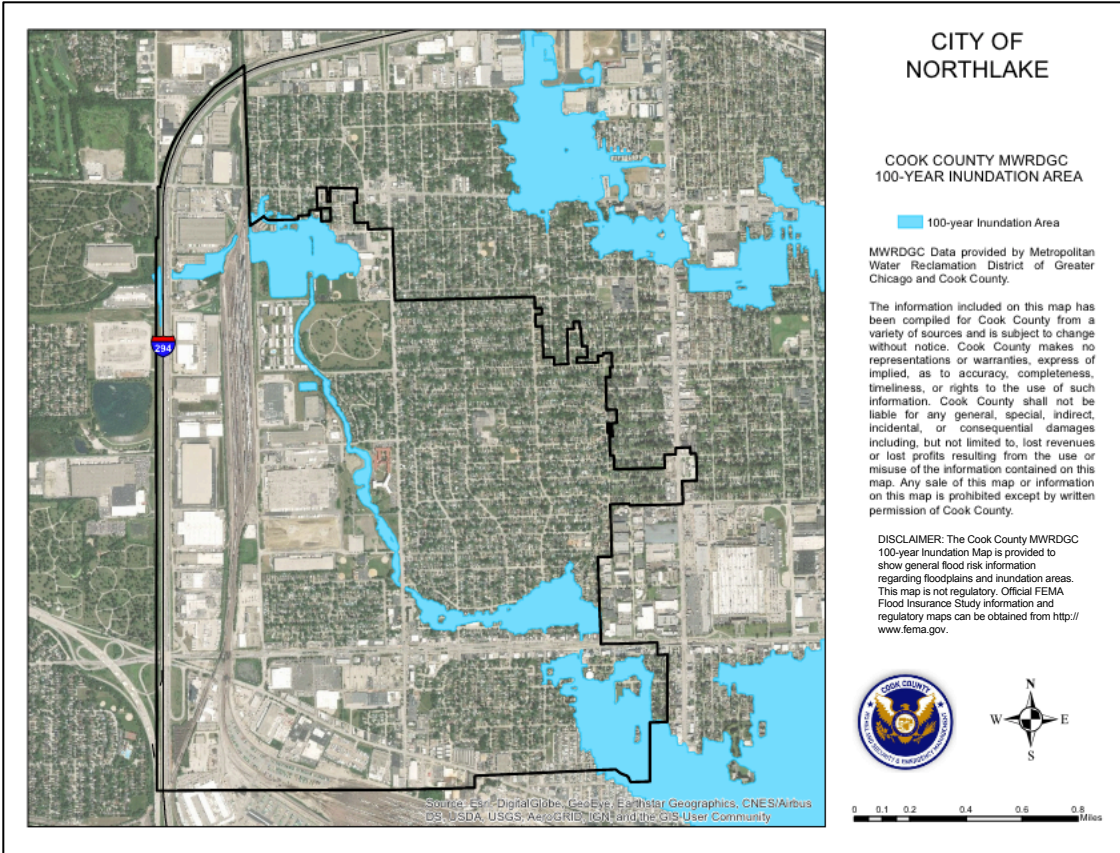 CITY OF
NORTHLAKE
COOK COUNTY MWRDGC
100-YEAR INUNDATION AREA
100-year Inundation Area
MWRDGC Data provided by Metropolitan
Water Reclamation District of Greater
Chicago and Cook County.
The information included on this map has
been compiled for Cook County from a
variety of sources and is subject to change
without notice. Cook County makes no
representations or warranties, express of
implied, as to accuracy, completeness,
timeliness, or rights to the use of such
information. Cook County shall not be
liable for any general, special, indirect,
incidental, or consequential damages
including, but not limited to, lost revenues
or lost profits resulting from the use or
misuse of the information contained on this
map. Any sale of this map or information
on this map is prohibited except by written
permission of Cook County.
DISCLAIMER: The Cook County MWRDGC
100-year Inundation Map is provided to
show general flood risk information
regarding floodplains and inundation areas.
This map is not regulatory. Official FEMA
Flood Insurance Study information and
regulatory maps can be obtained from http://
www.fema.gov.
294
COOK COUNTY
HOMELAND SECURITY & EMERGENCY MANAGEMENT
N
W E
S
0 0.1 0.2 0.4 0.6 0.8
Miles
Source: Esri, DigitalGlobe, GeoEye, Earthstar Geographics, CNES/Airbus
DS, USDA, USGS, AeroGRID, IGN, and the GIS User Community